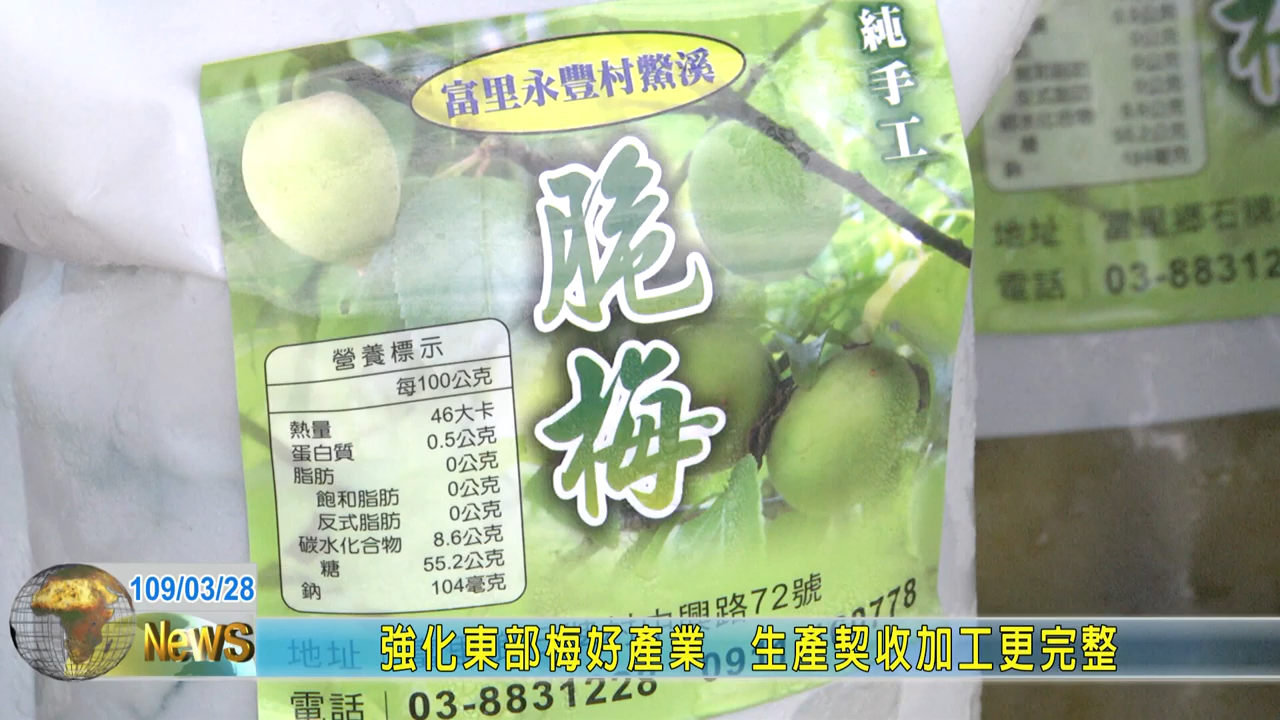 富里永豐村鱉溪
純手工
脆梅
營養標示
每100公克
熱量 46大卡
蛋白質 0.5公克
脂肪 0公克
飽和脂肪 0公克
反式脂肪 0公克
碳水化合物 8.6公克
糖 55.2公克
鈉 104毫克
地址
興路72號
電話 03-8831228
地址 富里鄉石
電話 03-88312
109/03/28
NewS
強化東部梅好產業 生產契收加工更完整